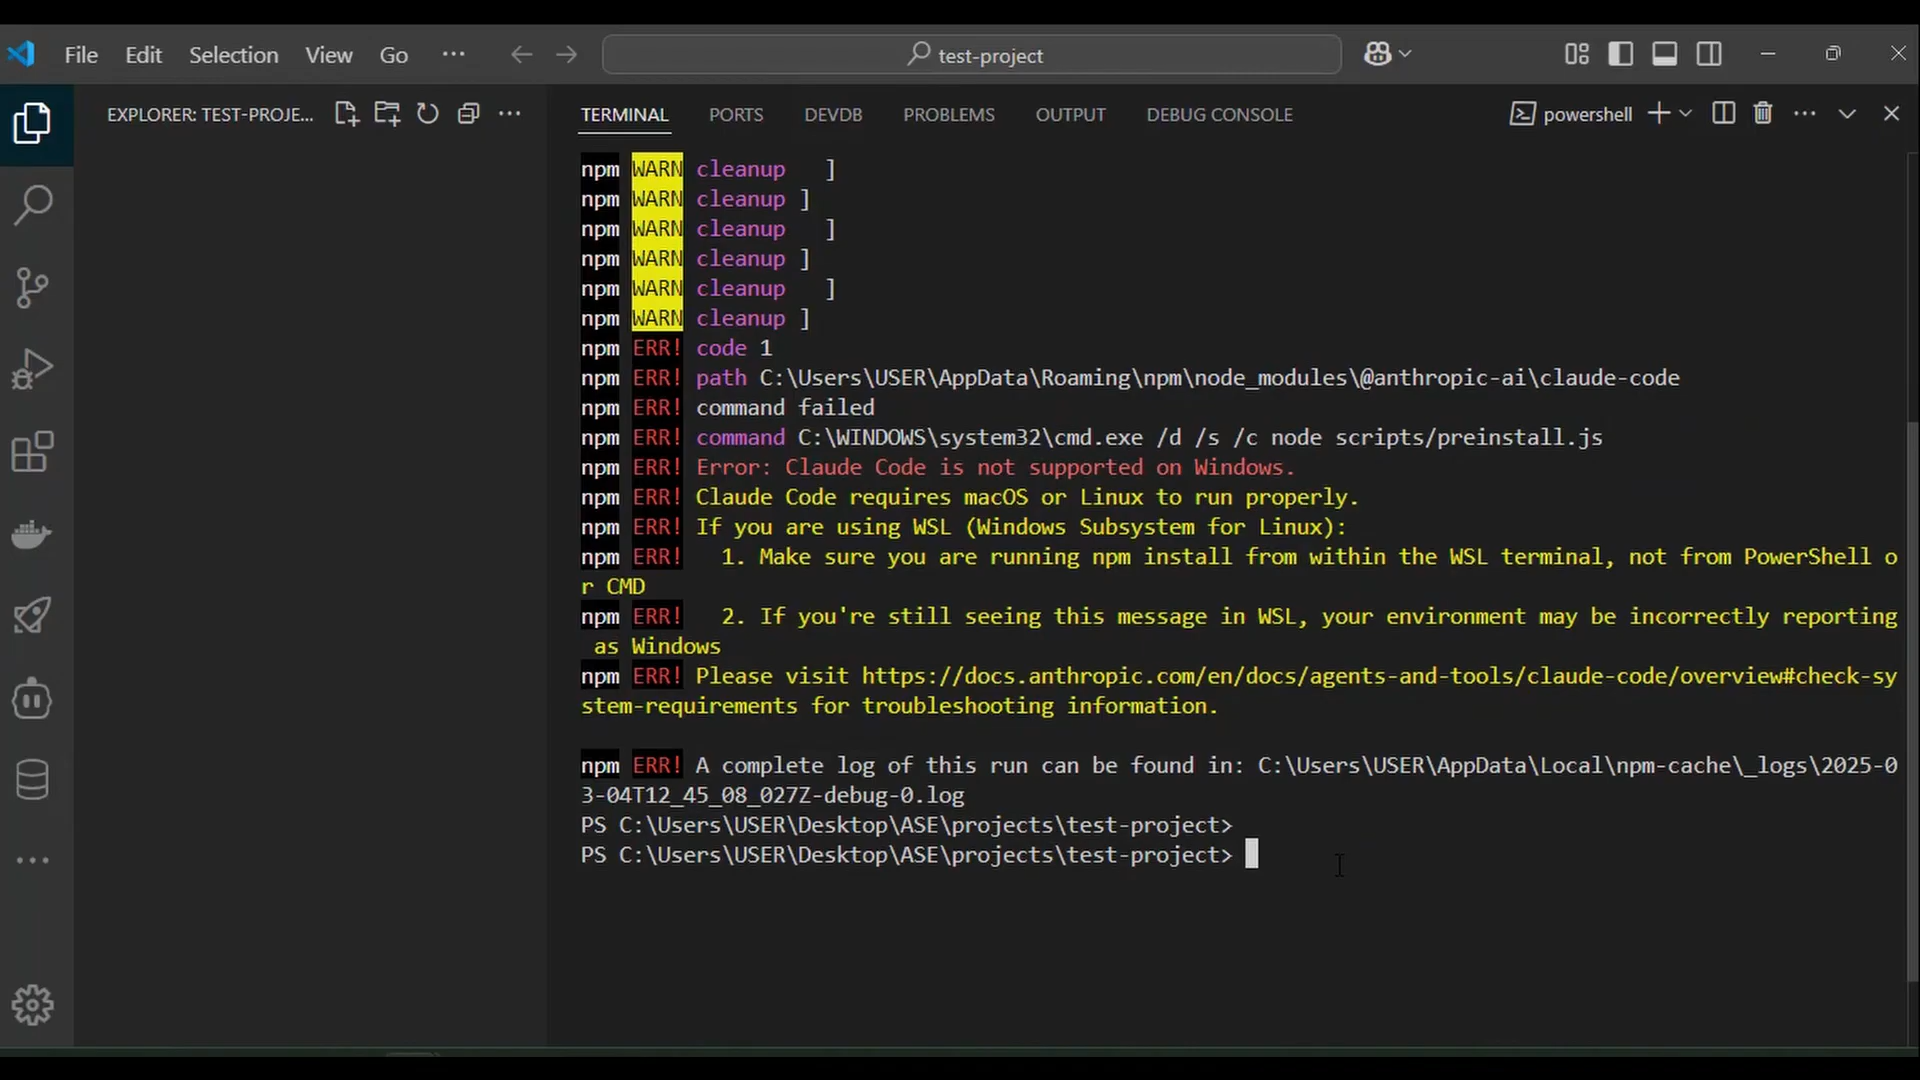 File Edit Selection View Go ··· test-project
EXPLORER: TEST-PROJE... TERMINAL PORTS DEVDB PROBLEMS OUTPUT DEBUG CONSOLE powershell
npm WARN cleanup   ]
npm WARN cleanup ]
npm WARN cleanup   ]
npm WARN cleanup ]
npm WARN cleanup   ]
npm WARN cleanup ]
npm ERR! code 1
npm ERR! path C:\Users\USER\AppData\Roaming\npm\node_modules\@anthropic-ai\claude-code
npm ERR! command failed
npm ERR! command C:\WINDOWS\system32\cmd.exe /d /s /c node scripts/preinstall.js
npm ERR! Error: Claude Code is not supported on Windows.
npm ERR! Claude Code requires macOS or Linux to run properly.
npm ERR! If you are using WSL (Windows Subsystem for Linux):
npm ERR!   1. Make sure you are running npm install from within the WSL terminal, not from PowerShell o
r CMD
npm ERR!   2. If you're still seeing this message in WSL, your environment may be incorrectly reporting
 as Windows
npm ERR! Please visit https://docs.anthropic.com/en/docs/agents-and-tools/claude-code/overview#check-sy
stem-requirements for troubleshooting information.
npm ERR! A complete log of this run can be found in: C:\Users\USER\AppData\Local\npm-cache\_logs\2025-0
3-04T12_45_08_027Z-debug-0.log
PS C:\Users\USER\Desktop\ASE\projects\test-project>
PS C:\Users\USER\Desktop\ASE\projects\test-project>